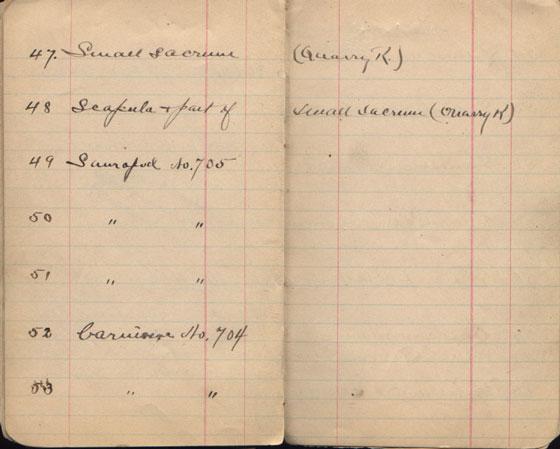 47. Small Sacrum (Quarry R.)
48 Scapula + part of small sacrum (Quarry R)
49 Sauropod No. 705
50 " "
51 " "
52 Carnivore No. 704
53 " "